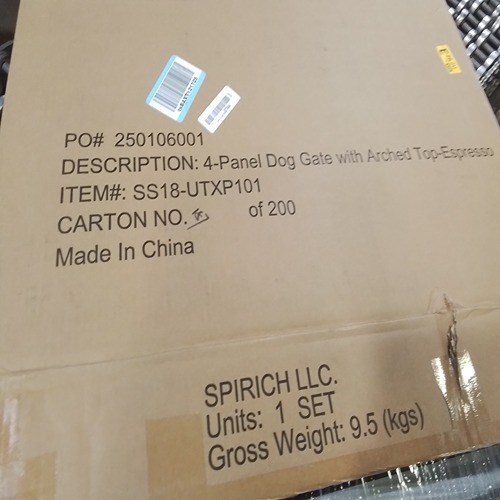 PO# 250106001
DESCRIPTION: 4-Panel Dog Gate with Arched Top-Espresso
ITEM#: SS18-UTXP101
CARTON NO. of 200
Made In China
SPIRICH LLC.
Units: 1 SET
Gross Weight: 9.5 (kgs)